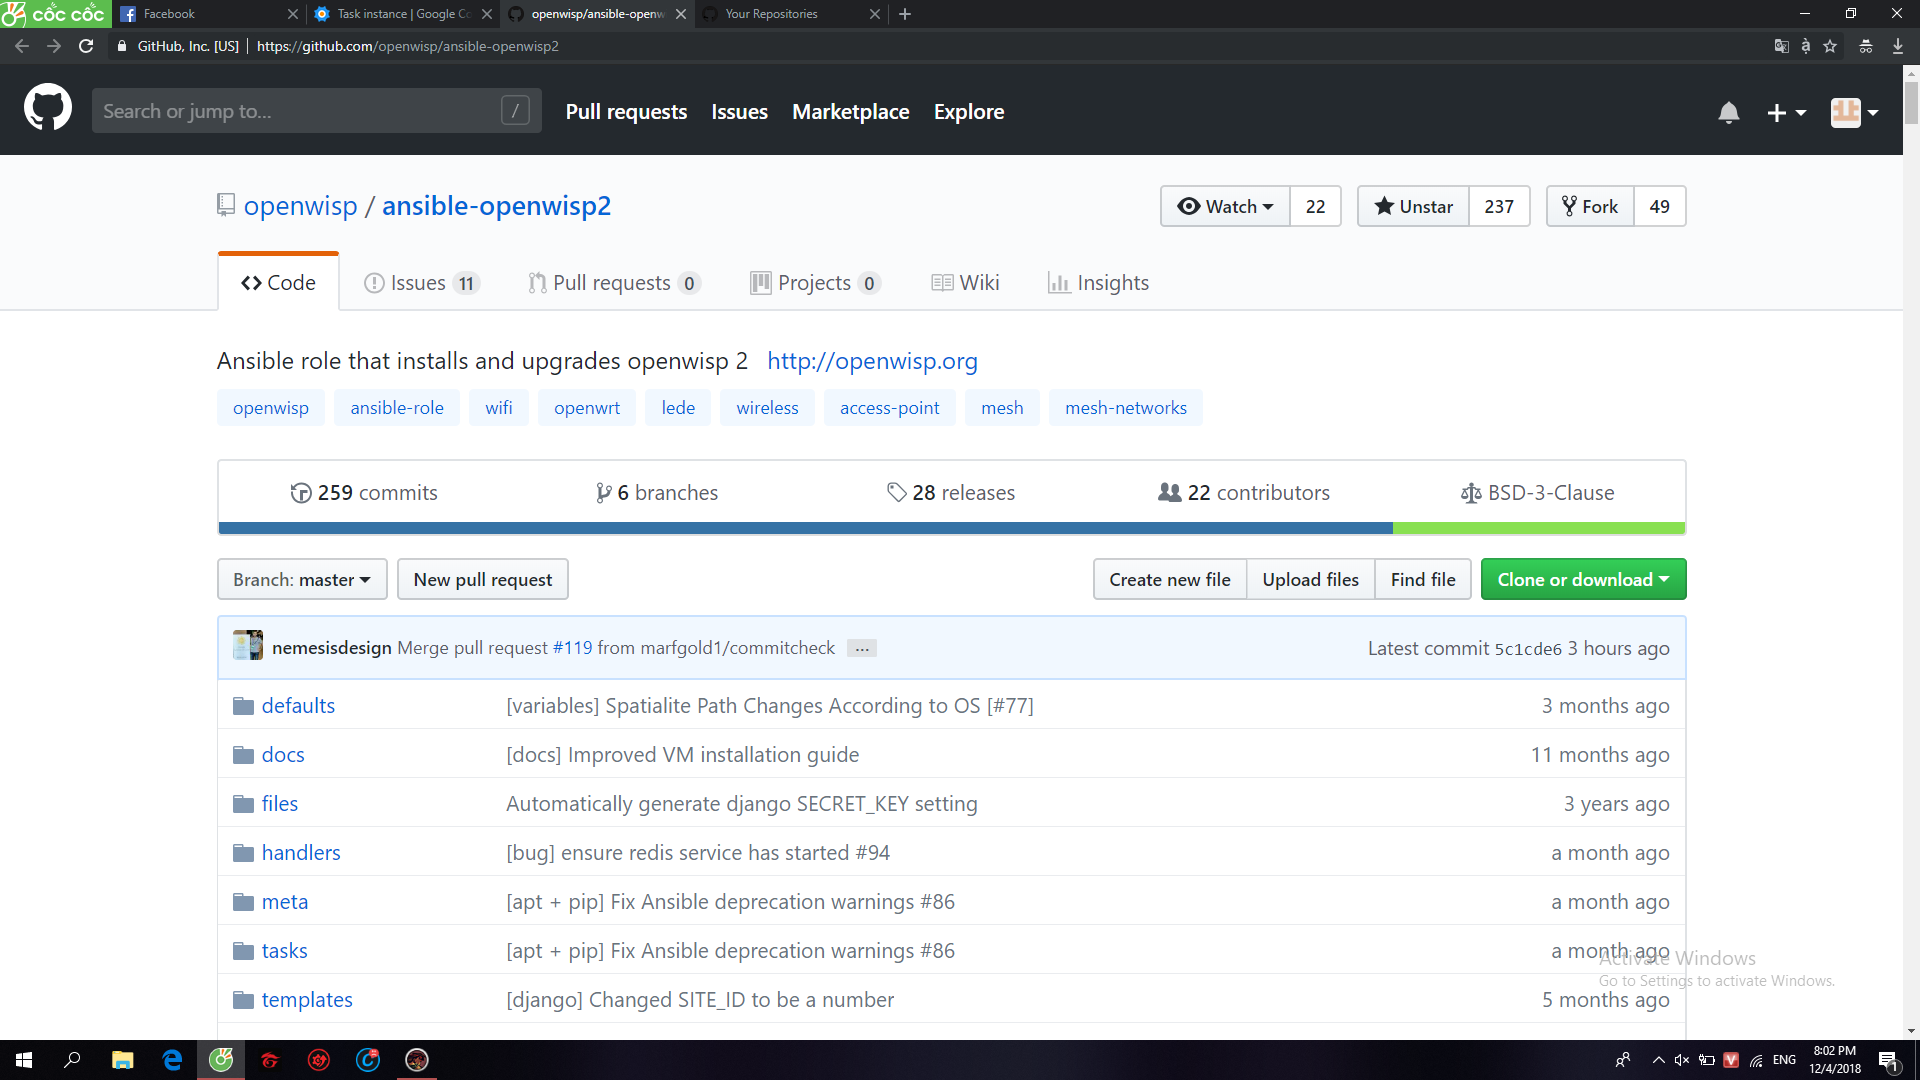 cốc cốc
Facebook
Task instance | Google Co
openwisp/ansible-openw
Your Repositories
GitHub, Inc. [US] | https://github.com/openwisp/ansible-openwisp2
Search or jump to... /
Pull requests Issues Marketplace Explore
openwisp / ansible-openwisp2
Watch 22 Unstar 237 Fork 49
Code Issues 11 Pull requests 0 Projects 0 Wiki Insights
Ansible role that installs and upgrades openwisp 2 http://openwisp.org
openwisp ansible-role wifi openwrt lede wireless access-point mesh mesh-networks
259 commits 6 branches 28 releases 22 contributors BSD-3-Clause
Branch: master New pull request Create new file Upload files Find file Clone or download
nemesisdesign Merge pull request #119 from marfgold1/commitcheck ... Latest commit 5c1cde6 3 hours ago
defaults [variables] Spatialite Path Changes According to OS [#77] 3 months ago
docs [docs] Improved VM installation guide 11 months ago
files Automatically generate django SECRET_KEY setting 3 years ago
handlers [bug] ensure redis service has started #94 a month ago
meta [apt + pip] Fix Ansible deprecation warnings #86 a month ago
tasks [apt + pip] Fix Ansible deprecation warnings #86 a month ago
Activate Windows
Go to Settings to activate Windows.
templates [django] Changed SITE_ID to be a number 5 months ago
ENG 8:02 PM
12/4/2018
1